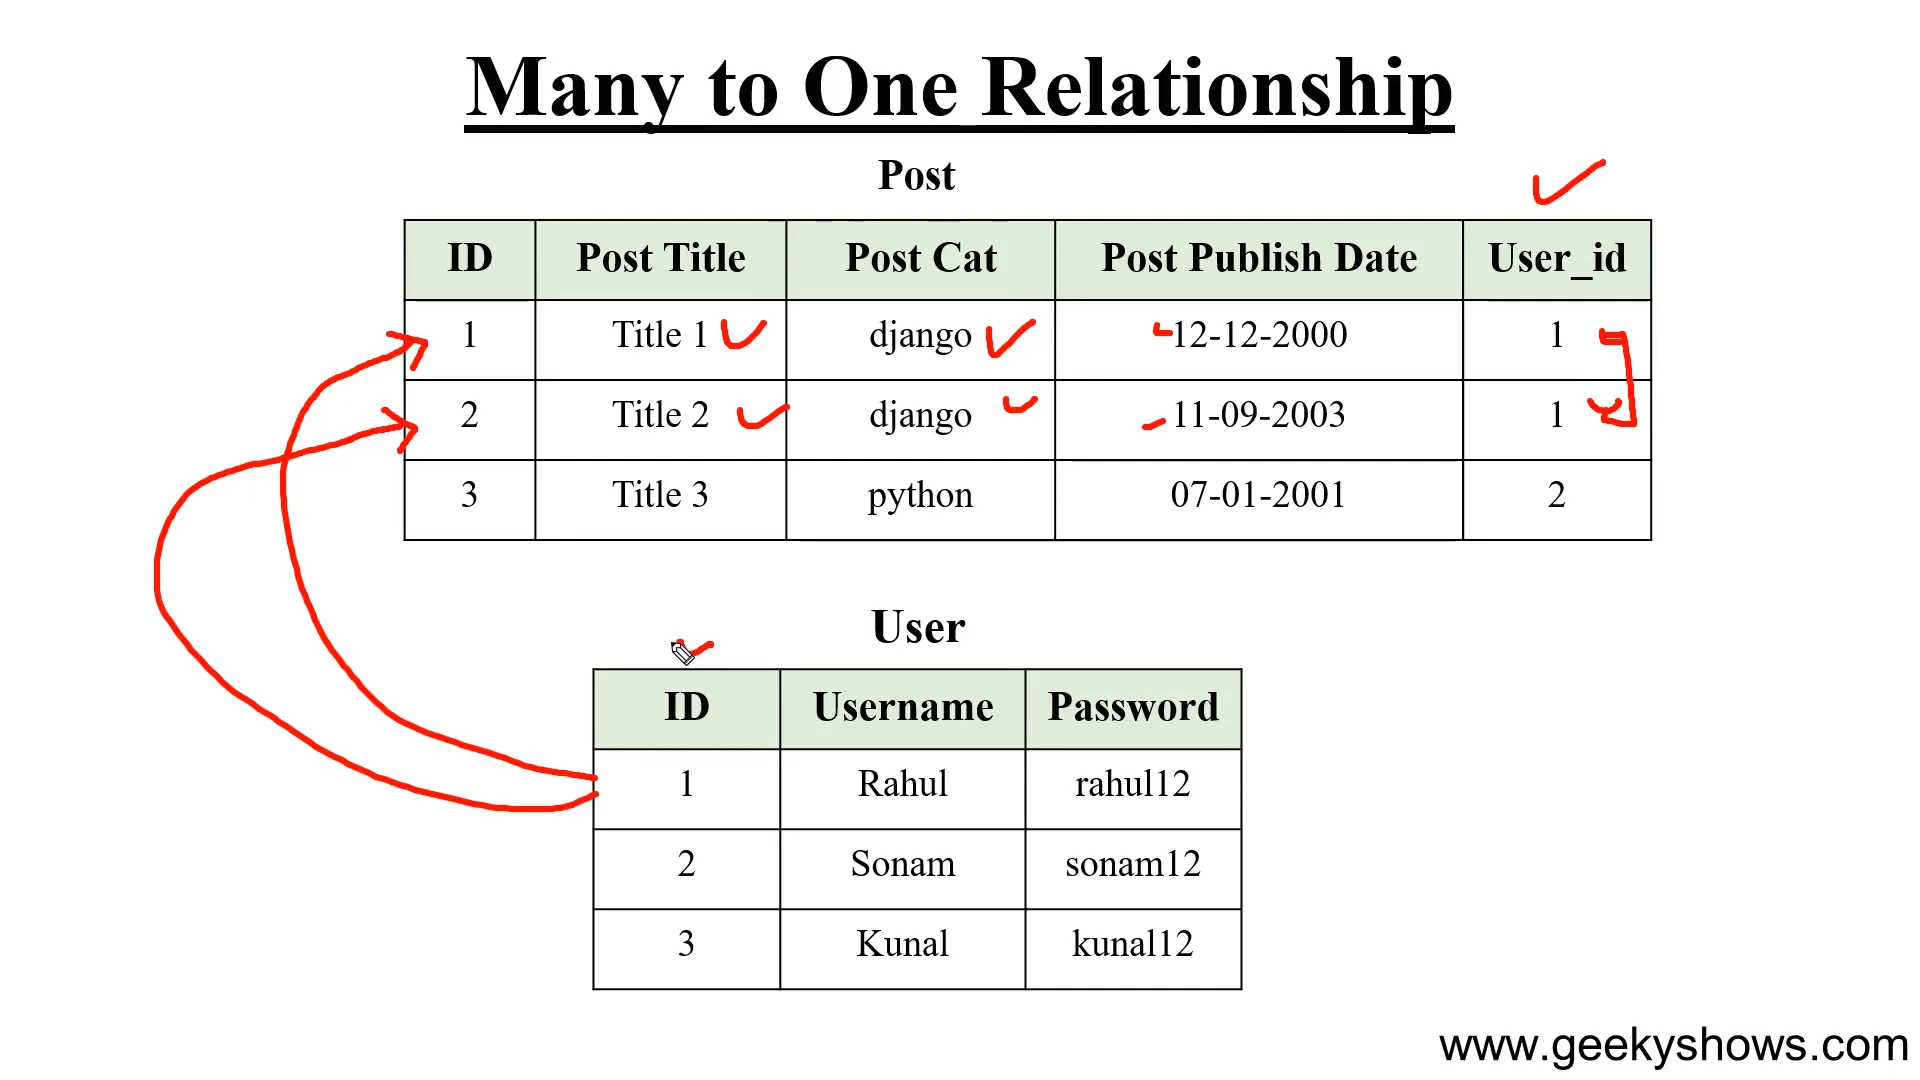 Many to One Relationship
Post
ID Post Title Post Cat Post Publish Date User_id
1 Title 1 django 12-12-2000 1
2 Title 2 django 11-09-2003 1
3 Title 3 python 07-01-2001 2
User
ID Username Password
1 Rahul rahul12
2 Sonam sonam12
3 Kunal kunal12
www.geekyshows.com